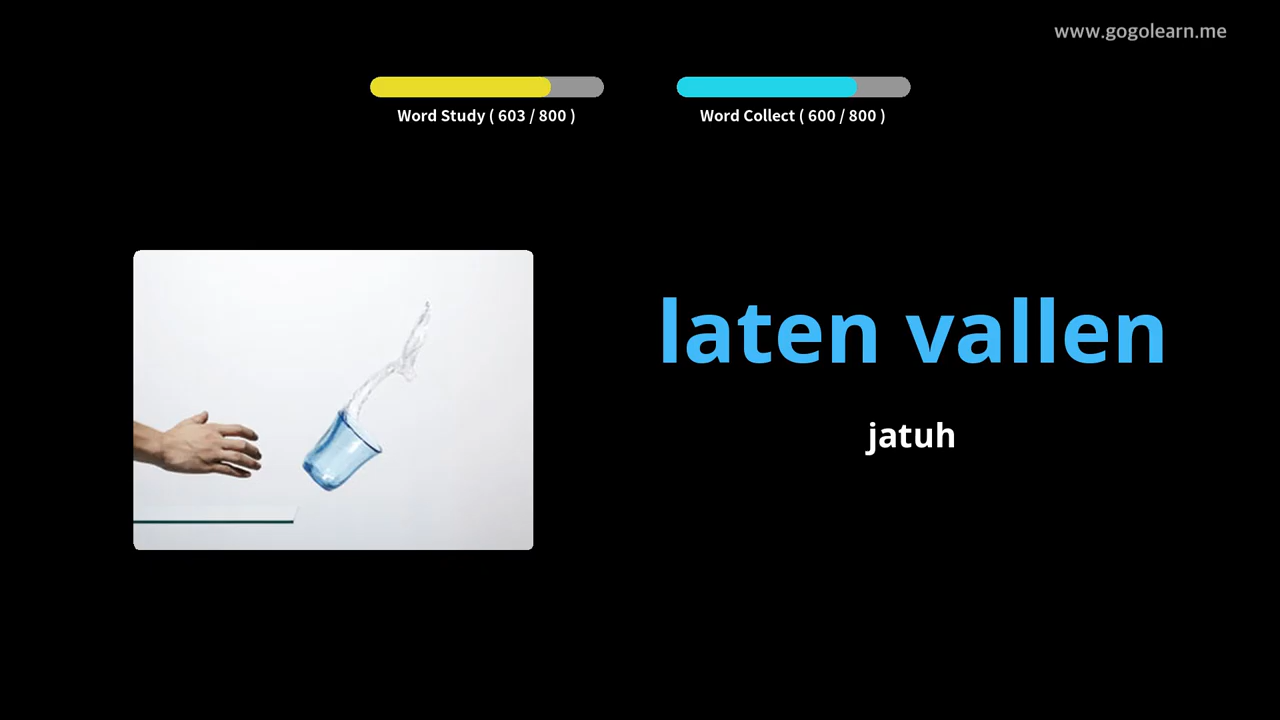 www.gogolearn.me
Word Study ( 603 / 800 )
Word Collect ( 600 / 800 )
laten vallen
jatuh